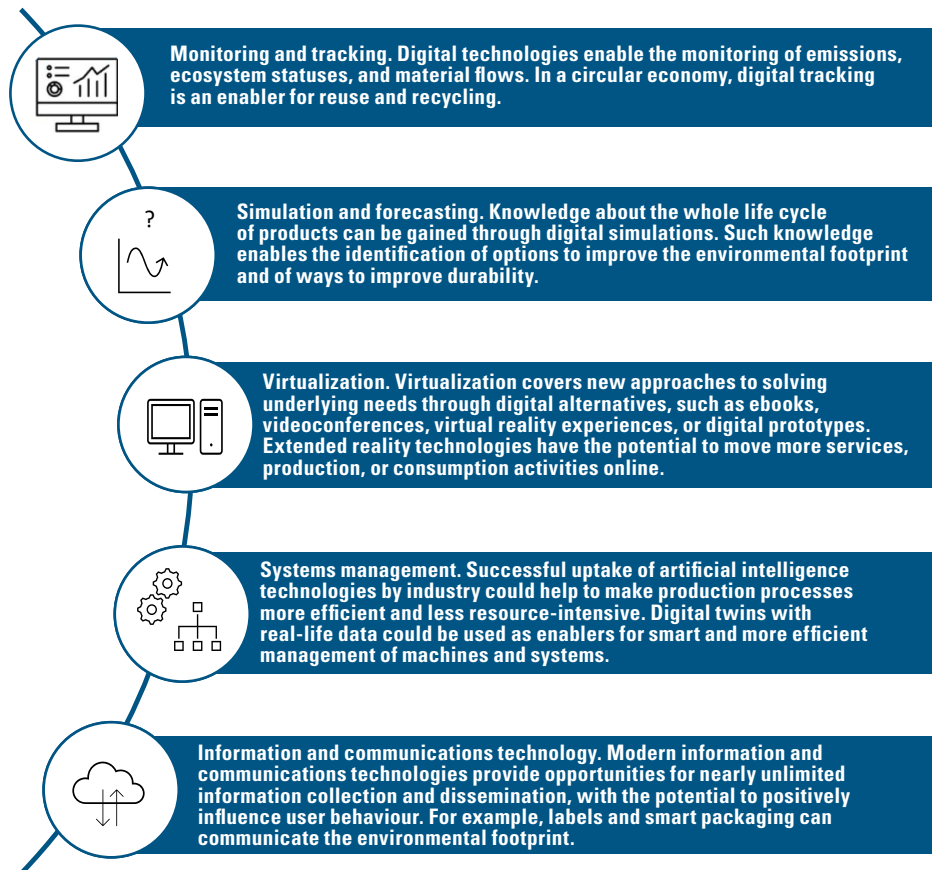 Monitoring and tracking. Digital technologies enable the monitoring of emissions,
ecosystem statuses, and material flows. In a circular economy, digital tracking
is an enabler for reuse and recycling.
?
Simulation and forecasting. Knowledge about the whole life cycle
of products can be gained through digital simulations. Such knowledge
enables the identification of options to improve the environmental footprint
and of ways to improve durability.
Virtualization. Virtualization covers new approaches to solving
underlying needs through digital alternatives, such as ebooks,
videoconferences, virtual reality experiences, or digital prototypes.
Extended reality technologies have the potential to move more services,
production, or consumption activities online.
Systems management. Successful uptake of artificial intelligence
technologies by industry could help to make production processes
more efficient and less resource-intensive. Digital twins with
real-life data could be used as enablers for smart and more efficient
management of machines and systems.
Information and communications technology. Modern information and
communications technologies provide opportunities for nearly unlimited
information collection and dissemination, with the potential to positively
influence user behaviour. For example, labels and smart packaging can
communicate the environmental footprint.